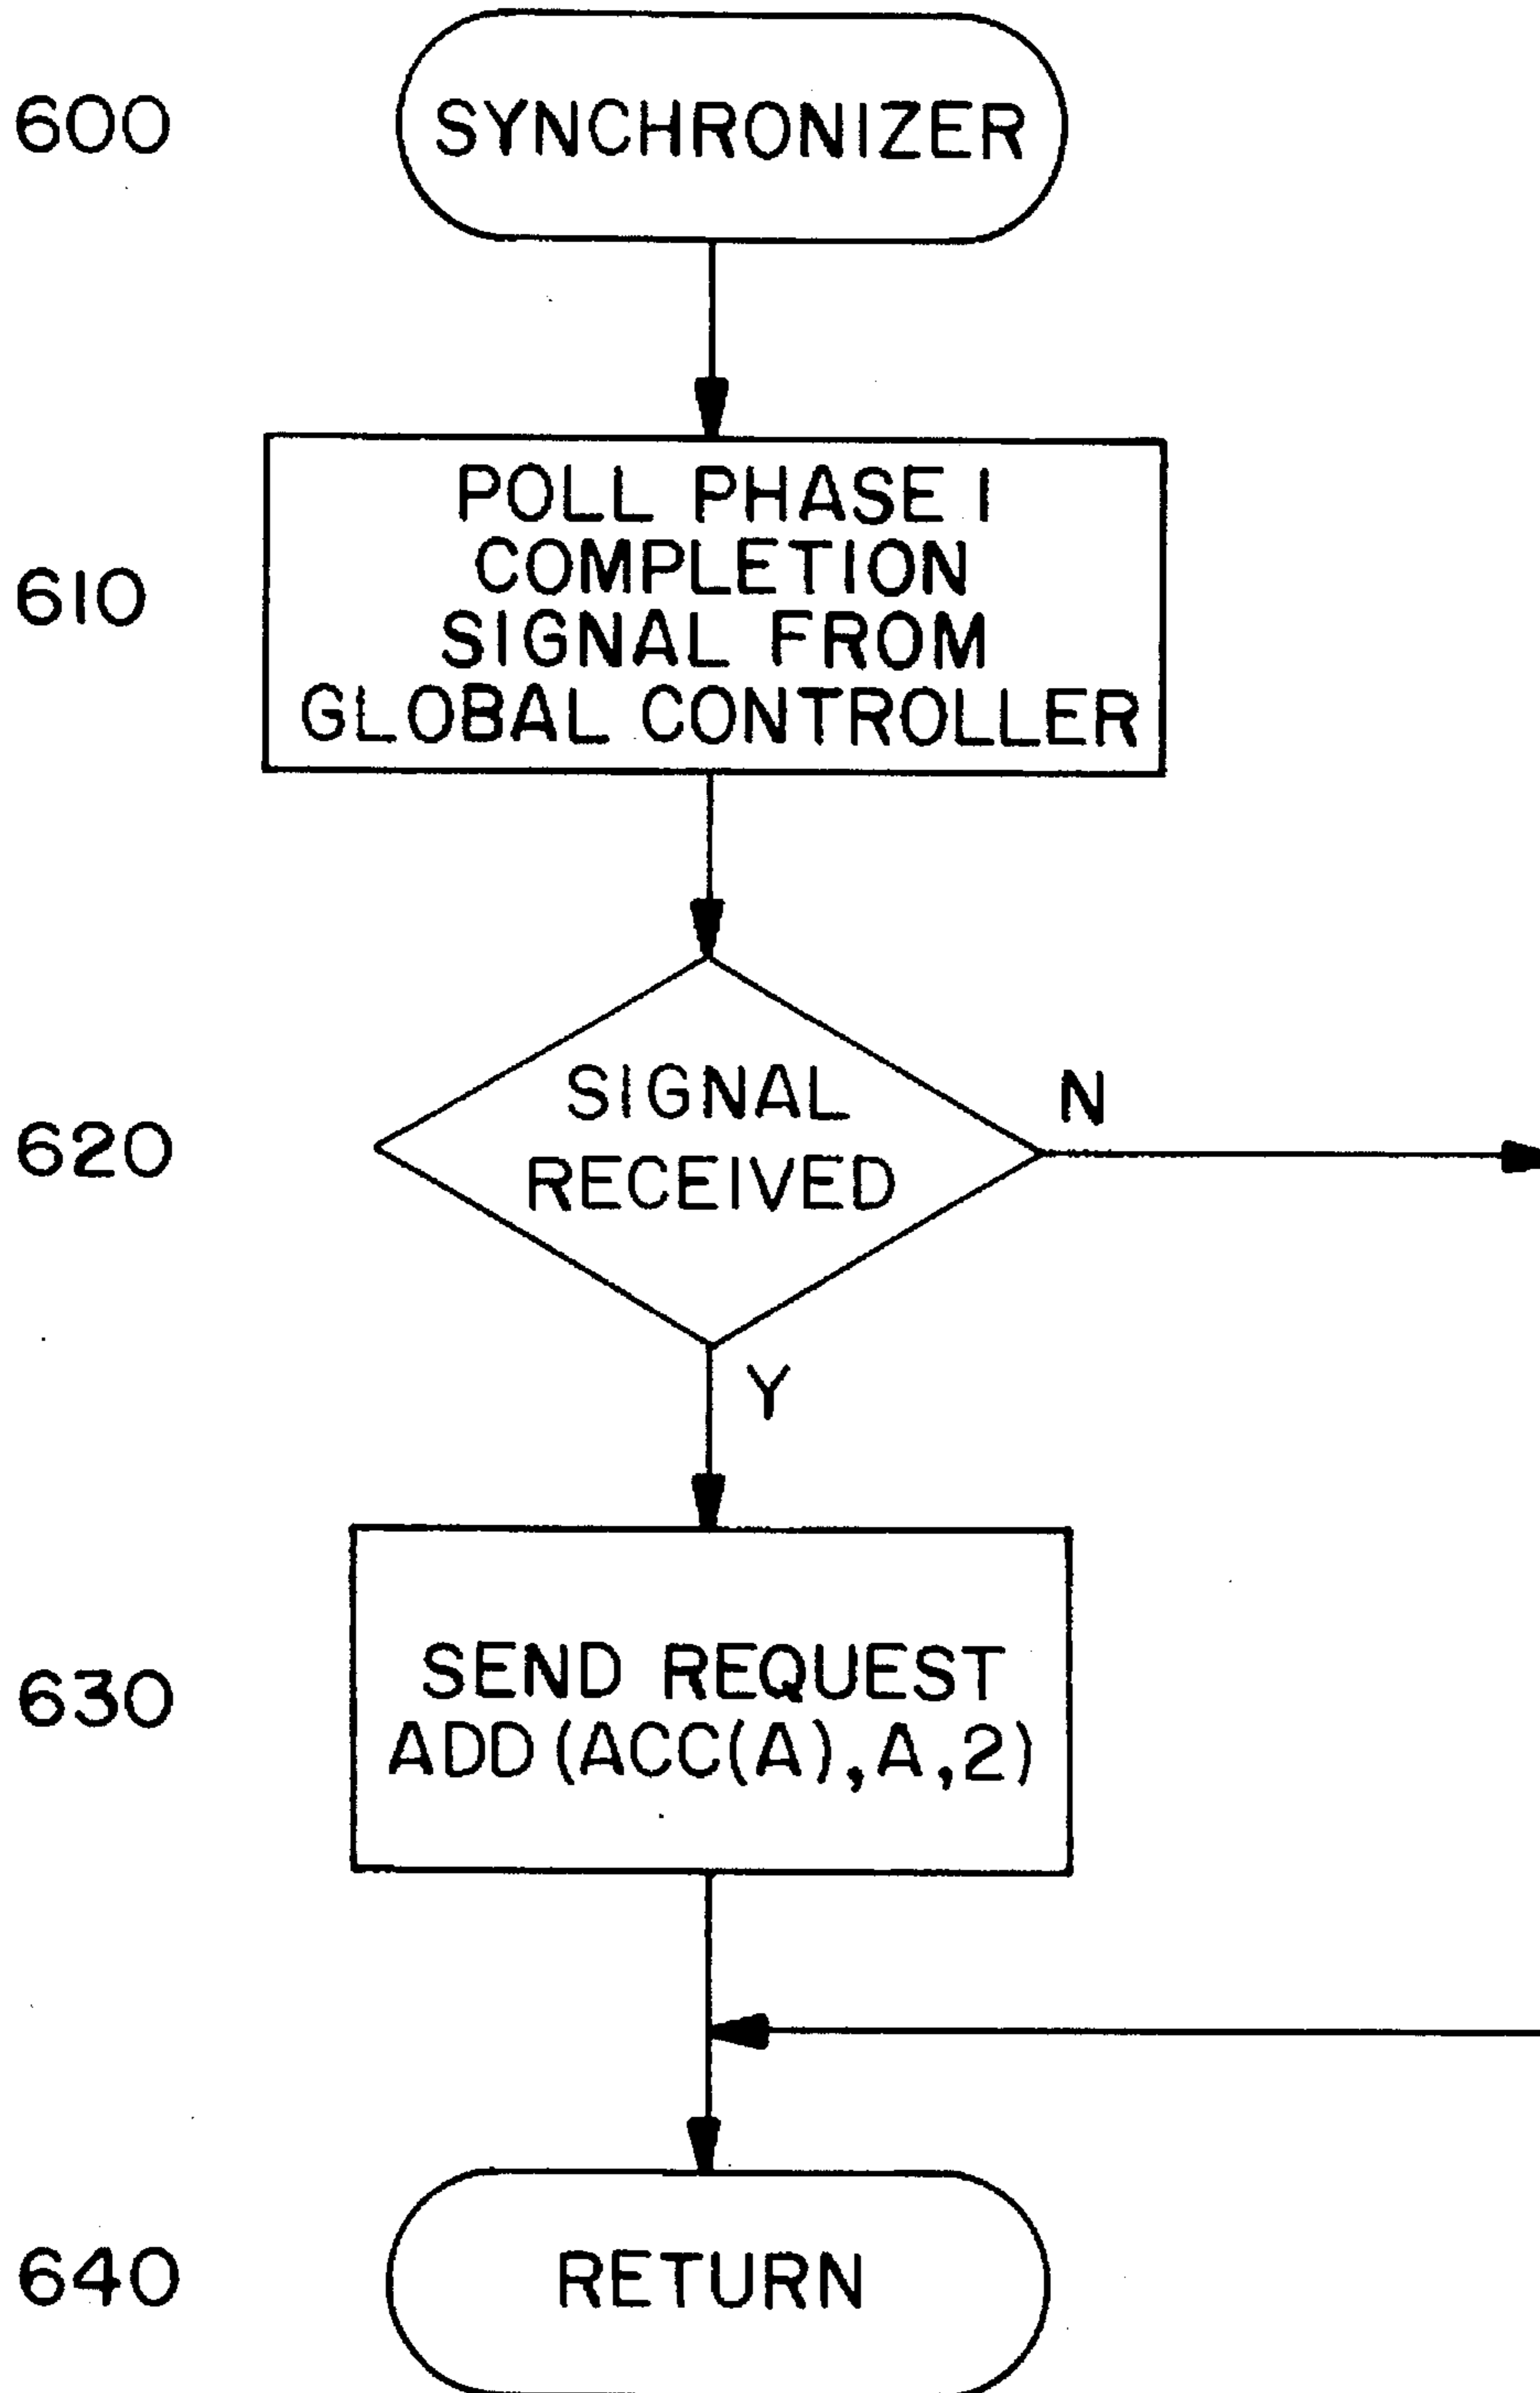 600
SYNCHRONIZER
610
POLL PHASE I
COMPLETION
SIGNAL FROM
GLOBAL CONTROLLER
620
SIGNAL
RECEIVED
N
Y
630
SEND REQUEST
ADD(ACC(A),A,2)
640
RETURN